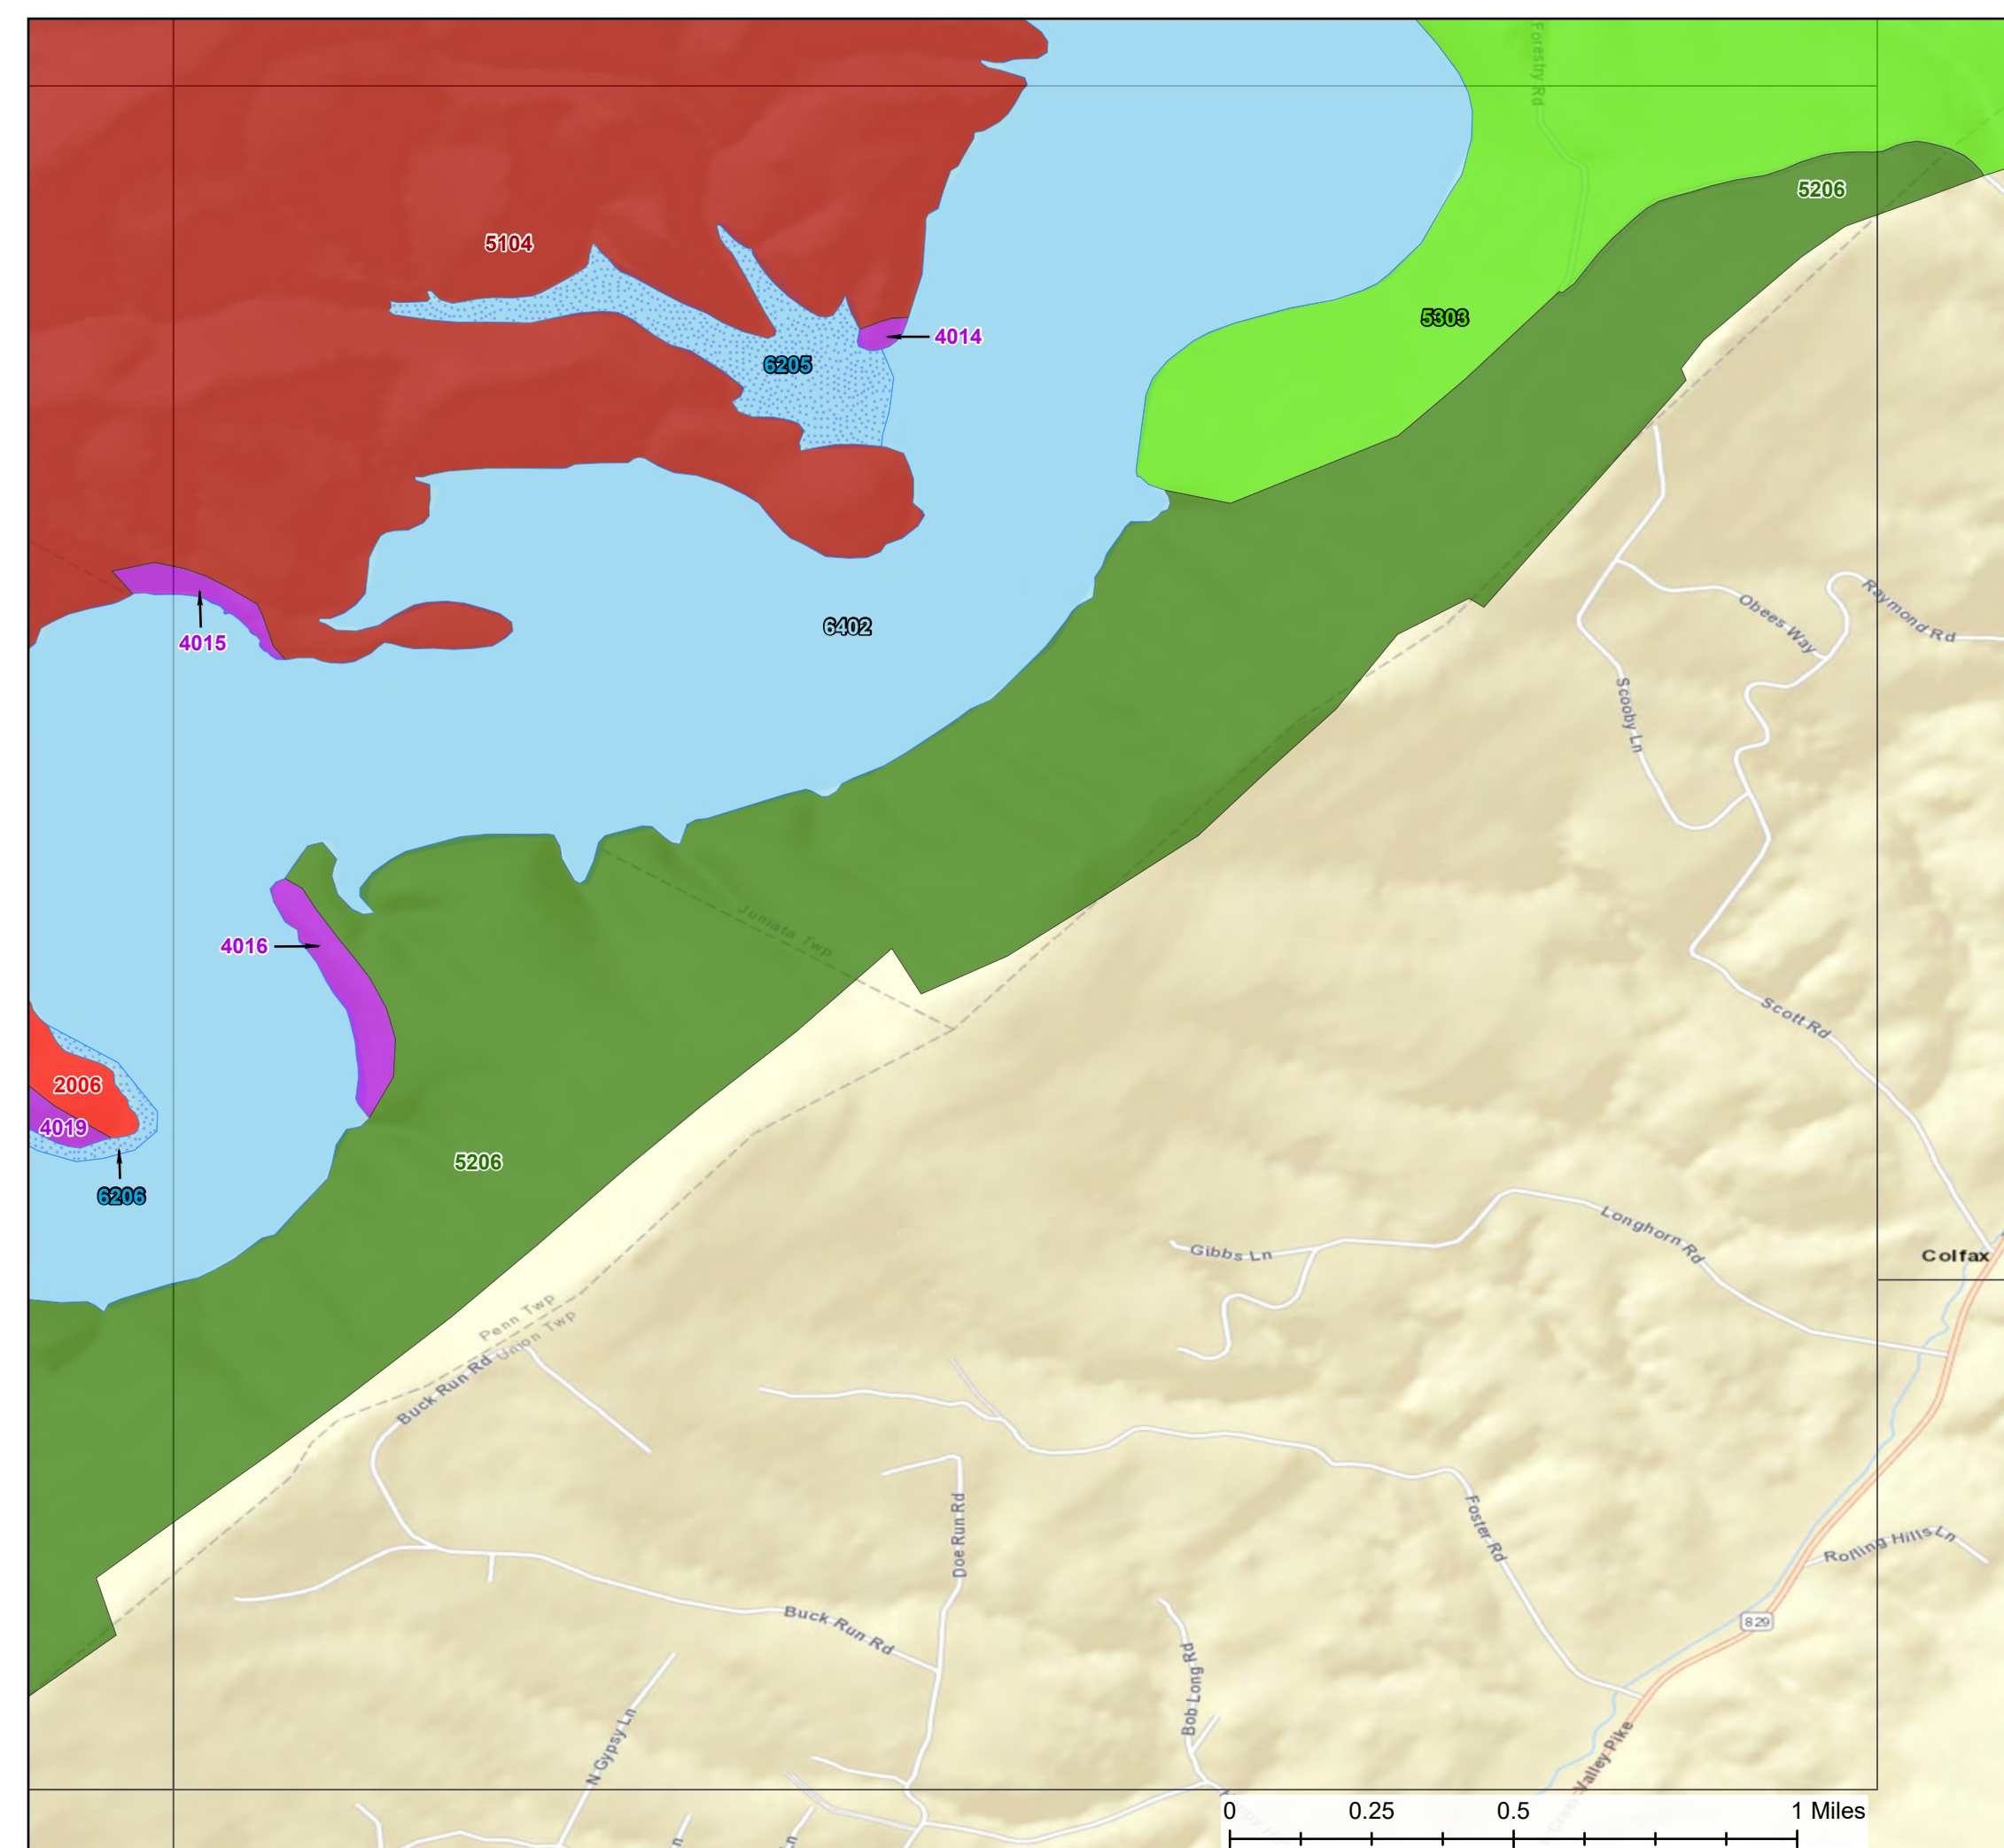 Forestry Rd
5206
5104
5303
4014
6205
Obees Way
Raymond Rd
6402
4015
Scooby Ln
Juniata Twp
4016
Scott Rd
2006
4019
5206
6206
Longhorn Rd
Gibbs Ln
Colfax
Penn Twp
Union Twp
Buck Run Rd
Doe Run Rd
Foster Rd
Rolling Hills Ln
829
Buck Run Rd
Bob Long Rd
N Gypsy Ln
Valley Pike
0 0.25 0.5 1 Miles